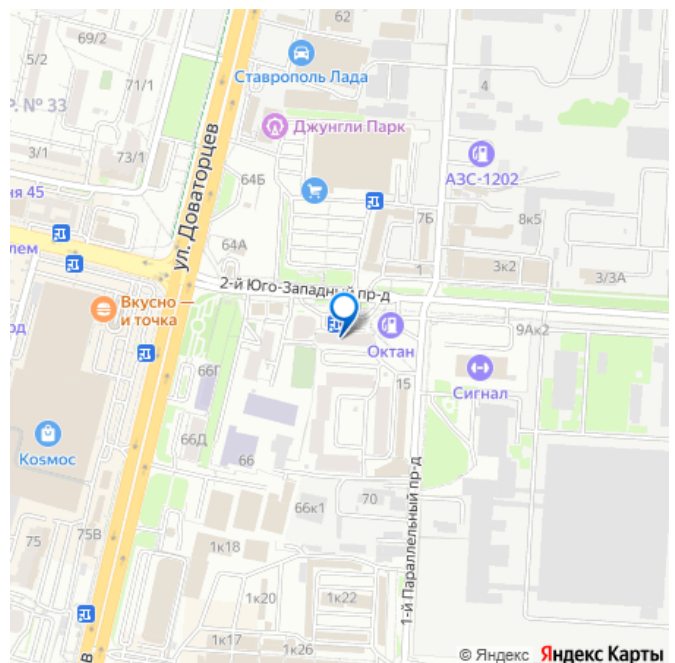 62
69/2
5/2
Ставрополь Лада
71/1
4
Р. № 33
Джунгли Парк
3/1
73/1
АЗС-1202
64Б
ня 45
7Б
8к5
ул. Доваторцев
лем
64А
3к2
1
3/3А
2-й Юго-Западный пр-д
Вкусно —
и точка
од
9Ак2
Октан
66Г
15
Сигнал
66Д
Kosмос
66
70
66к1
1-й Параллельный пр-д
75В
75
1к18
1к20
1к22
1к17
1к26
в
© Яндекс Яндекс Карты